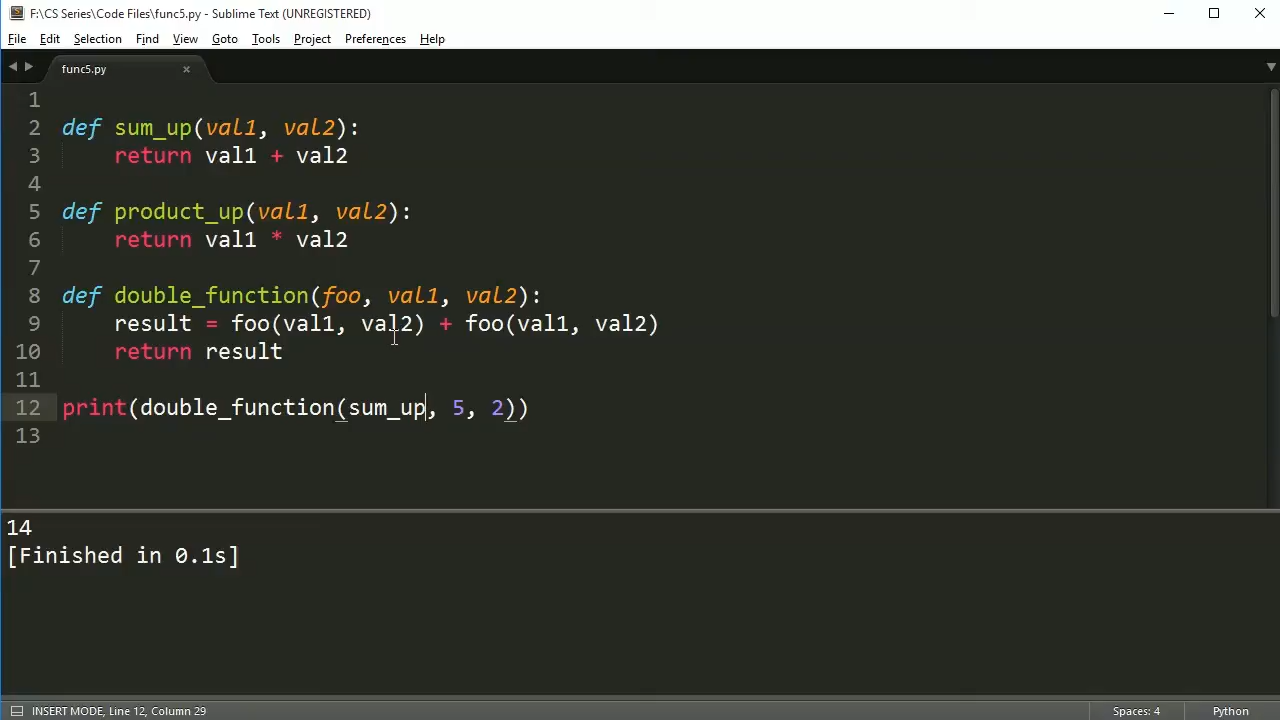 F:\CS Series\Code Files\func5.py - Sublime Text (UNREGISTERED)
File Edit Selection Find View Goto Tools Project Preferences Help
func5.py
1
2 def sum_up(val1, val2):
3     return val1 + val2
4
5 def product_up(val1, val2):
6     return val1 * val2
7
8 def double_function(foo, val1, val2):
9     result = foo(val1, val2) + foo(val1, val2)
10     return result
11
12 print(double_function(sum_up, 5, 2))
13
14
[Finished in 0.1s]
INSERT MODE, Line 12, Column 29 Spaces: 4 Python